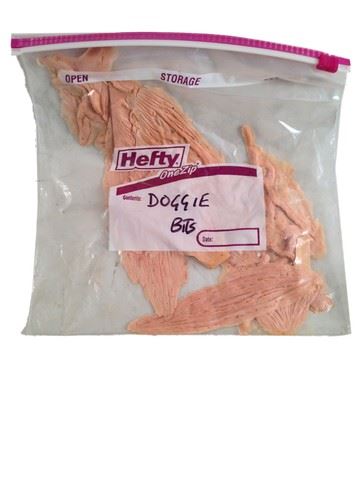 OPEN STORAGE
Hefty
OneZip
Contents:
DOGGIE
BITS
Date: